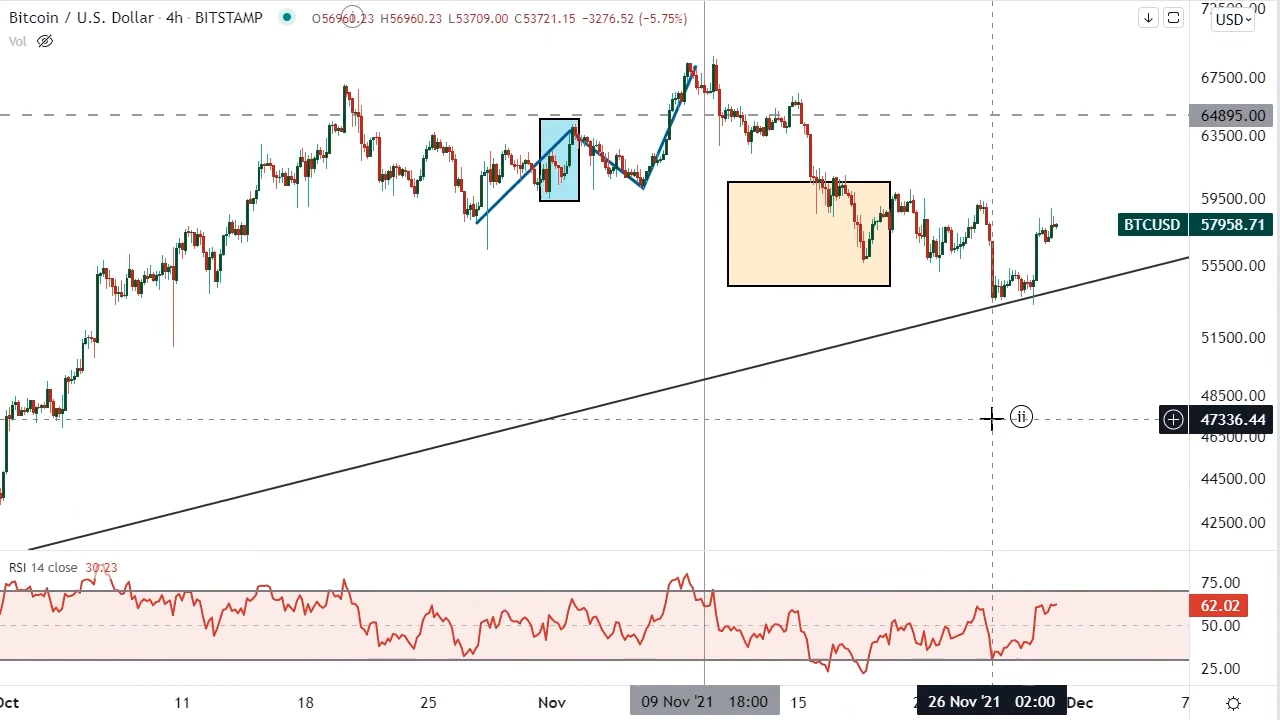 Bitcoin / U.S. Dollar · 4h · BITSTAMP O56960.23 H56960.23 L53709.00 C53721.15 −3276.52 (−5.75%)
USD
Vol
67500.00
64895.00
63500.00
59500.00
BTCUSD 57958.71
55500.00
51500.00
48500.00
ii
47336.44
46500.00
44500.00
42500.00
RSI 14 close 30.23
75.00
62.02
50.00
25.00
Oct 11 18 25 Nov 09 Nov '21 18:00 15 26 Nov '21 02:00 Dec 7